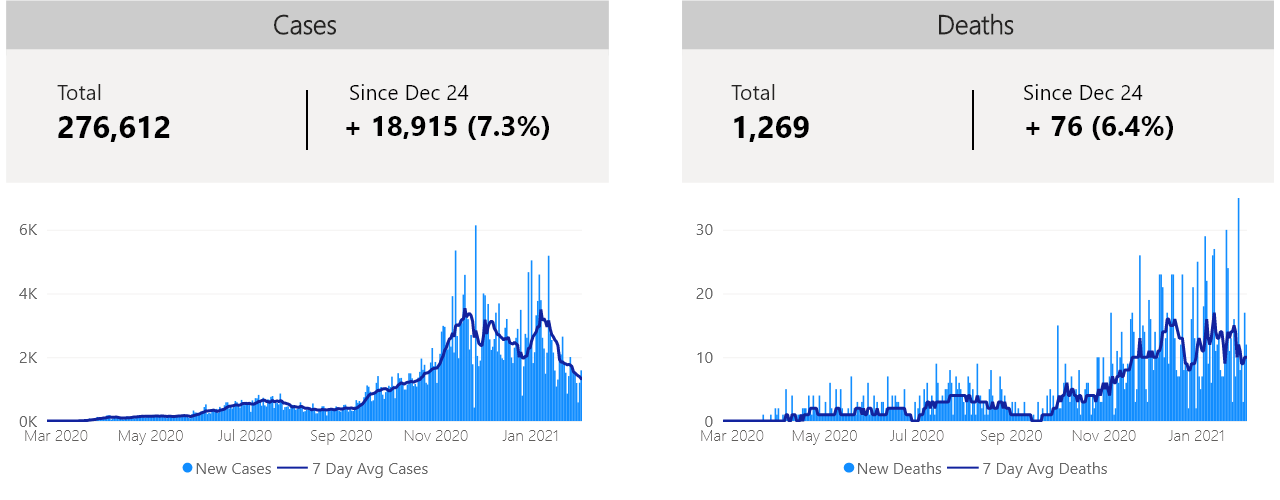 Cases
Total
Since Dec 24
276,612
+ 18,915 (7.3%)
6K
4K
2K
0K
Mar 2020 May 2020 Jul 2020 Sep 2020 Nov 2020 Jan 2021
New Cases 7 Day Avg Cases
Deaths
Total
Since Dec 24
1,269
+ 76 (6.4%)
30
20
10
0
Mar 2020 May 2020 Jul 2020 Sep 2020 Nov 2020 Jan 2021
New Deaths 7 Day Avg Deaths